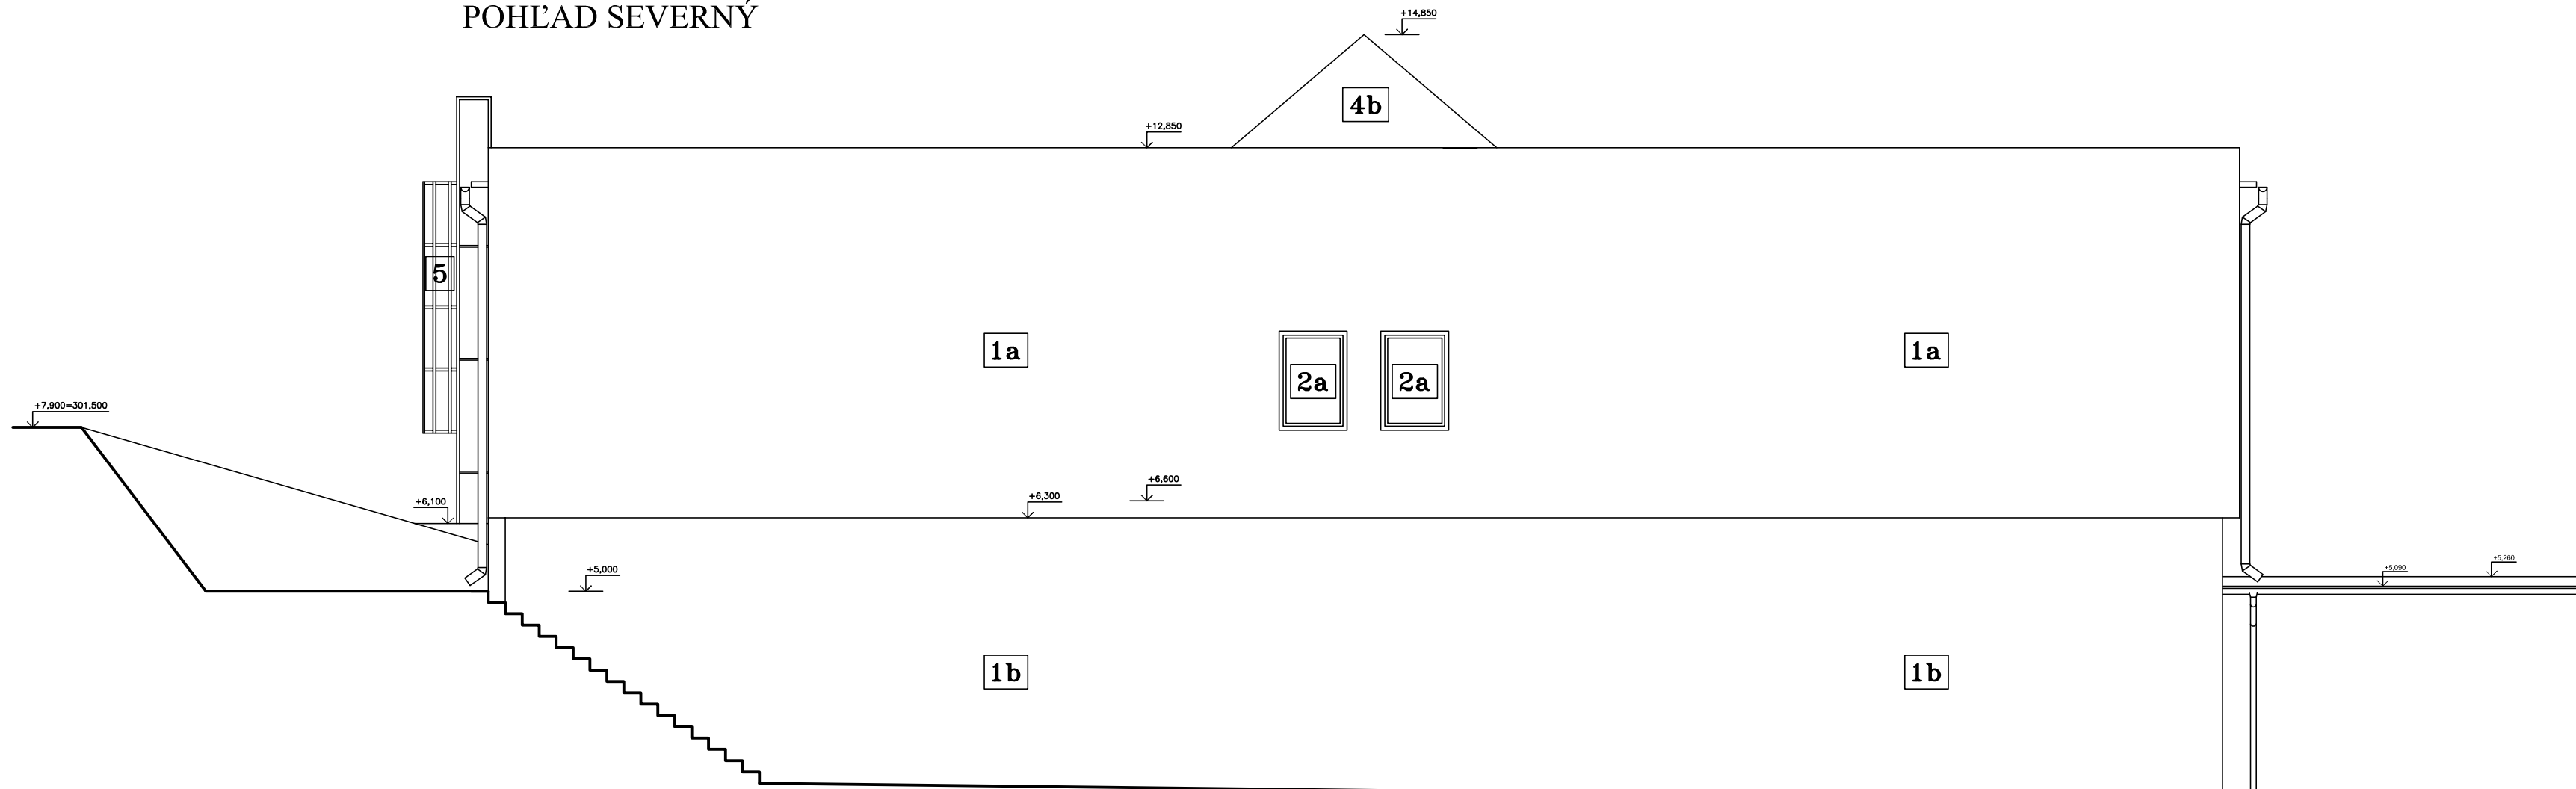 POHĽAD SEVERNÝ
+14,850
4b
+12,850
5
1a
1a
2a
2a
+7,900=301,500
+6,600
+6,300
+6,100
+5,260
+5,090
+5,000
1b
1b